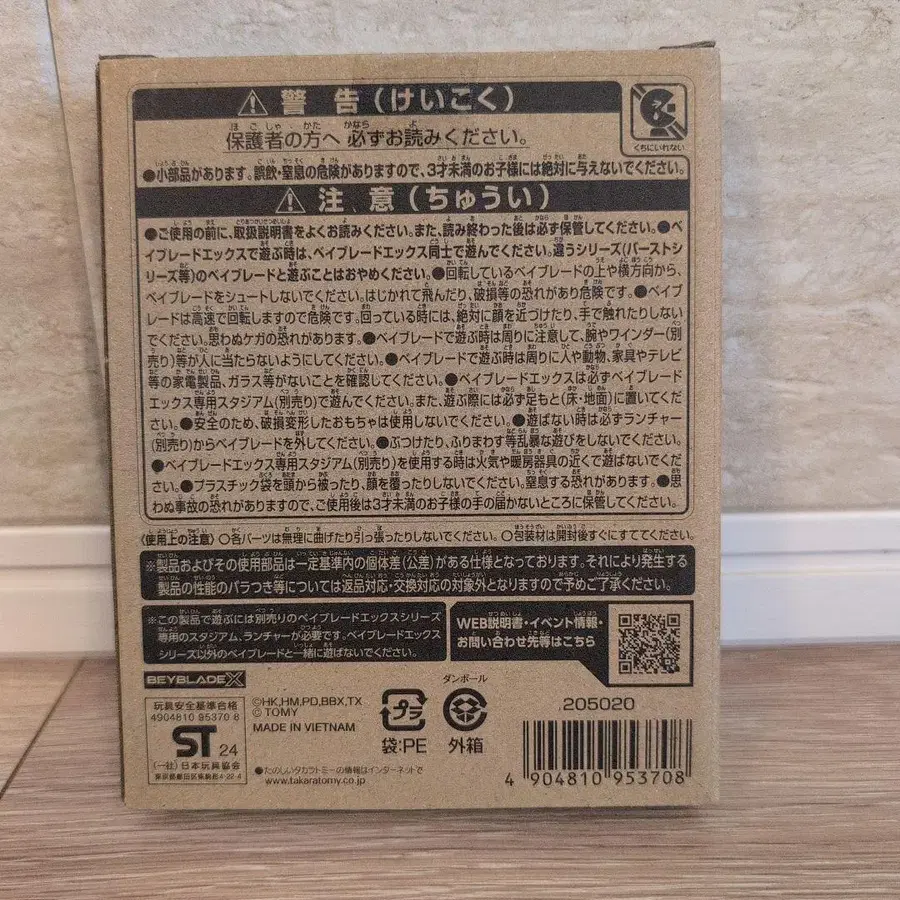 ⚠ 警告(けいこく)
保護者の方へ 必ずお読みください。
くちにいれない
●小部品があります。誤飲・窒息の危険がありますので、3才未満のお子様には絶対に与えないでください。
⚠ 注意(ちゅうい)
●ご使用の前に、取扱説明書をよくお読みください。また、読み終わった後は必ず保管してください。●ベイ
ブレードエックスで遊ぶ時は、ベイブレードエックス同士で遊んでください。違うシリーズ(バーストシ
リーズ等)のベイブレードと遊ぶことはおやめください。●回転しているベイブレードの上や横方向から、
ベイブレードをシュートしないでください。はじかれて飛んだり、破損等の恐れがあり危険です。●ベイブ
レードは高速で回転しますので危険です。回っている時には、絶対に顔を近づけたり、手で触れたりしない
でください。思わぬケガの恐れがあります。●ベイブレードで遊ぶ時は周りに注意して、腕やワインダー(別
売り)等が人に当たらないようにしてください。●ベイブレードで遊ぶ時は周りに人や動物、家具やテレビ
等の家電製品、ガラス等がないことを確認してください。●ベイブレードエックスは必ずベイブレード
エックス専用スタジアム(別売り)で遊んでください。また、遊ぶ際には必ず足もと(床・地面)に置いてくだ
さい。●安全のため、破損変形したおもちゃは使用しないでください。●遊ばない時は必ずランチャー
(別売り)からベイブレードを外してください。●ぶつけたり、ふりまわす等乱暴な遊びをしないでください。
●ベイブレードエックス専用スタジアム(別売り)を使用する時は火気や暖房器具の近くで遊ばないでくだ
さい。●プラスチック袋を頭から被ったり、顔を覆ったりしないでください。窒息する恐れがあります。●思
わぬ事故の恐れがありますので、ご使用後は3才未満のお子様の手の届かないところに保管してください。
〈使用上の注意〉 ○各パーツは無理に曲げたり引っ張ったりしないでください。 ○包装材は開封後すぐにすててください。
※製品およびその使用部品は一定基準内の個体差(公差)がある仕様となっております。それにより発生する
製品の性能のバラつき等については返品対応・交換対応の対象外となりますので予めご了承ください。
※この製品で遊ぶには別売りのベイブレードエックスシリーズ
専用のスタジアム、ランチャーが必要です。ベイブレードエックス
シリーズ以外のベイブレードと一緒に遊ばないでください。
WEB説明書・イベント情報・
お問い合わせ先等はこちら
BEYBLADE X
玩具安全基準合格
4904810 95370 8
ST 24
(一社)日本玩具協会
東京都墨田区東駒形4-22-4
©HK,HM,PD,BBX,TX
© TOMY
MADE IN VIETNAM
プラ
袋:PE
ダンボール
外箱
●たのしいタカラトミーの情報はインターネットで
www.takaratomy.co.jp
205020
4 904810 953708